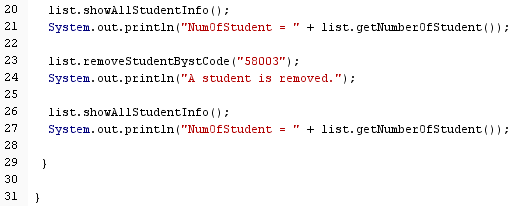 20 list.showAllStudentInfo();
21 System.out.println("NumOfStudent = " + list.getNumberOfStudent());
22
23 list.removeStudentBystCode("58003");
24 System.out.println("A student is removed.");
25
26 list.showAllStudentInfo();
27 System.out.println("NumOfStudent = " + list.getNumberOfStudent());
28
29 }
30
31 }